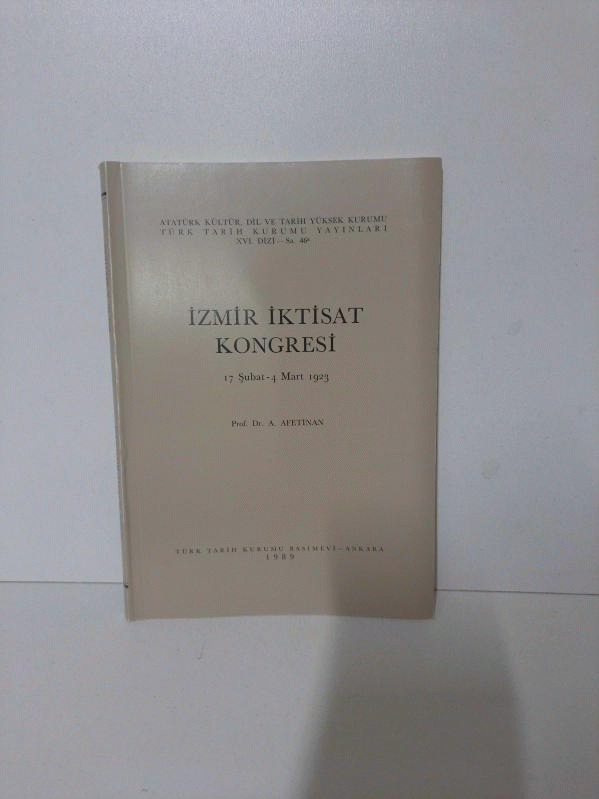 ATATÜRK KÜLTÜR, DİL VE TARİH YÜKSEK KURUMU
TÜRK TARİH KURUMU YAYINLARI
XVI. DİZİ — Sa. 46ª
İZMİR İKTİSAT
KONGRESİ
17 Şubat - 4 Mart 1923
Prof. Dr. A. AFETİNAN
TÜRK TARİH KURUMU BASIMEVİ — ANKARA
1989